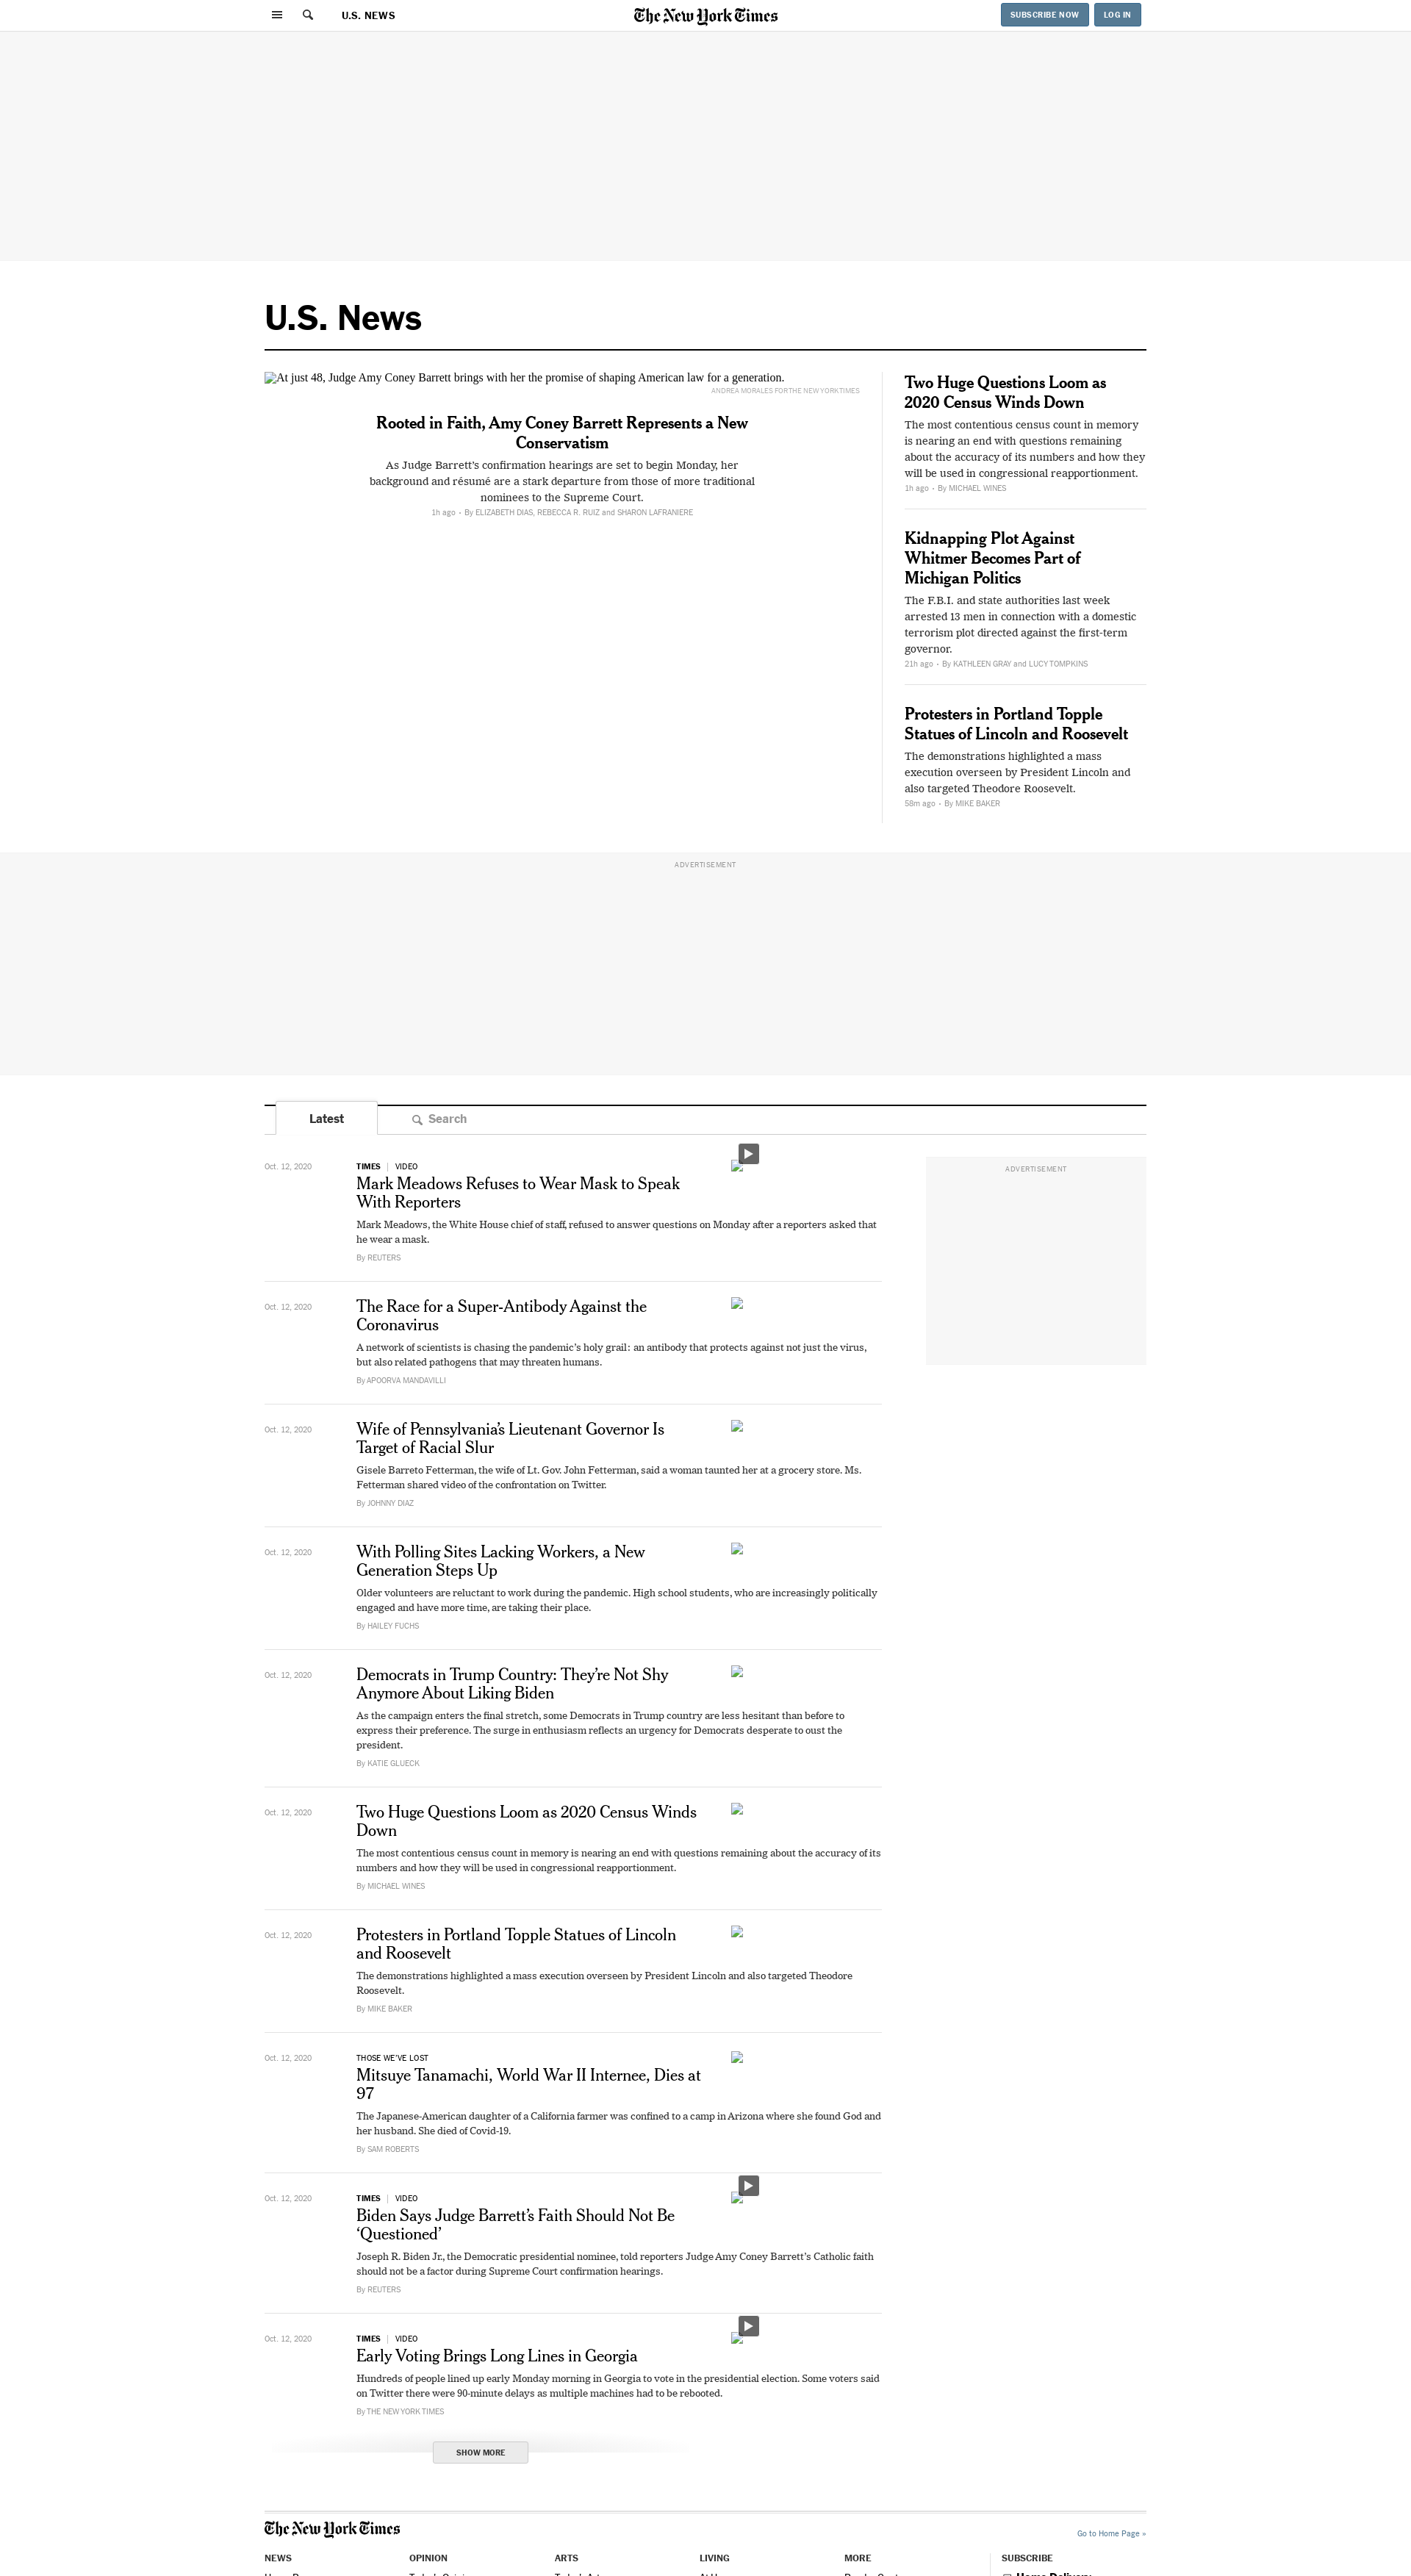 U.S. NEWS
The New York Times
SUBSCRIBE NOW
LOG IN
U.S. News
At just 48, Judge Amy Coney Barrett brings with her the promise of shaping American law for a generation.
ANDREA MORALES FOR THE NEW YORK TIMES
Rooted in Faith, Amy Coney Barrett Represents a New
Conservatism
As Judge Barrett's confirmation hearings are set to begin Monday, her
background and résumé are a stark departure from those of more traditional
nominees to the Supreme Court.
1h ago • By ELIZABETH DIAS, REBECCA R. RUIZ and SHARON LAFRANIERE
Two Huge Questions Loom as
2020 Census Winds Down
The most contentious census count in memory
is nearing an end with questions remaining
about the accuracy of its numbers and how they
will be used in congressional reapportionment.
1h ago • By MICHAEL WINES
Kidnapping Plot Against
Whitmer Becomes Part of
Michigan Politics
The F.B.I. and state authorities last week
arrested 13 men in connection with a domestic
terrorism plot directed against the first-term
governor.
21h ago • By KATHLEEN GRAY and LUCY TOMPKINS
Protesters in Portland Topple
Statues of Lincoln and Roosevelt
The demonstrations highlighted a mass
execution overseen by President Lincoln and
also targeted Theodore Roosevelt.
58m ago • By MIKE BAKER
ADVERTISEMENT
Latest
Search
Oct. 12, 2020
TIMES | VIDEO
Mark Meadows Refuses to Wear Mask to Speak
With Reporters
Mark Meadows, the White House chief of staff, refused to answer questions on Monday after a reporters asked that
he wear a mask.
By REUTERS
ADVERTISEMENT
Oct. 12, 2020
The Race for a Super-Antibody Against the
Coronavirus
A network of scientists is chasing the pandemic's holy grail: an antibody that protects against not just the virus,
but also related pathogens that may threaten humans.
By APOORVA MANDAVILLI
Oct. 12, 2020
Wife of Pennsylvania's Lieutenant Governor Is
Target of Racial Slur
Gisele Barreto Fetterman, the wife of Lt. Gov. John Fetterman, said a woman taunted her at a grocery store. Ms.
Fetterman shared video of the confrontation on Twitter.
By JOHNNY DIAZ
Oct. 12, 2020
With Polling Sites Lacking Workers, a New
Generation Steps Up
Older volunteers are reluctant to work during the pandemic. High school students, who are increasingly politically
engaged and have more time, are taking their place.
By HAILEY FUCHS
Oct. 12, 2020
Democrats in Trump Country: They're Not Shy
Anymore About Liking Biden
As the campaign enters the final stretch, some Democrats in Trump country are less hesitant than before to
express their preference. The surge in enthusiasm reflects an urgency for Democrats desperate to oust the
president.
By KATIE GLUECK
Oct. 12, 2020
Two Huge Questions Loom as 2020 Census Winds
Down
The most contentious census count in memory is nearing an end with questions remaining about the accuracy of its
numbers and how they will be used in congressional reapportionment.
By MICHAEL WINES
Oct. 12, 2020
Protesters in Portland Topple Statues of Lincoln
and Roosevelt
The demonstrations highlighted a mass execution overseen by President Lincoln and also targeted Theodore
Roosevelt.
By MIKE BAKER
Oct. 12, 2020
THOSE WE'VE LOST
Mitsuye Tanamachi, World War II Internee, Dies at
97
The Japanese-American daughter of a California farmer was confined to a camp in Arizona where she found God and
her husband. She died of Covid-19.
By SAM ROBERTS
Oct. 12, 2020
TIMES | VIDEO
Biden Says Judge Barrett's Faith Should Not Be
'Questioned'
Joseph R. Biden Jr., the Democratic presidential nominee, told reporters Judge Amy Coney Barrett's Catholic faith
should not be a factor during Supreme Court confirmation hearings.
By REUTERS
Oct. 12, 2020
TIMES | VIDEO
Early Voting Brings Long Lines in Georgia
Hundreds of people lined up early Monday morning in Georgia to vote in the presidential election. Some voters said
on Twitter there were 90-minute delays as multiple machines had to be rebooted.
By THE NEW YORK TIMES
SHOW MORE
The New York Times
Go to Home Page »
NEWS
OPINION
ARTS
LIVING
MORE
SUBSCRIBE